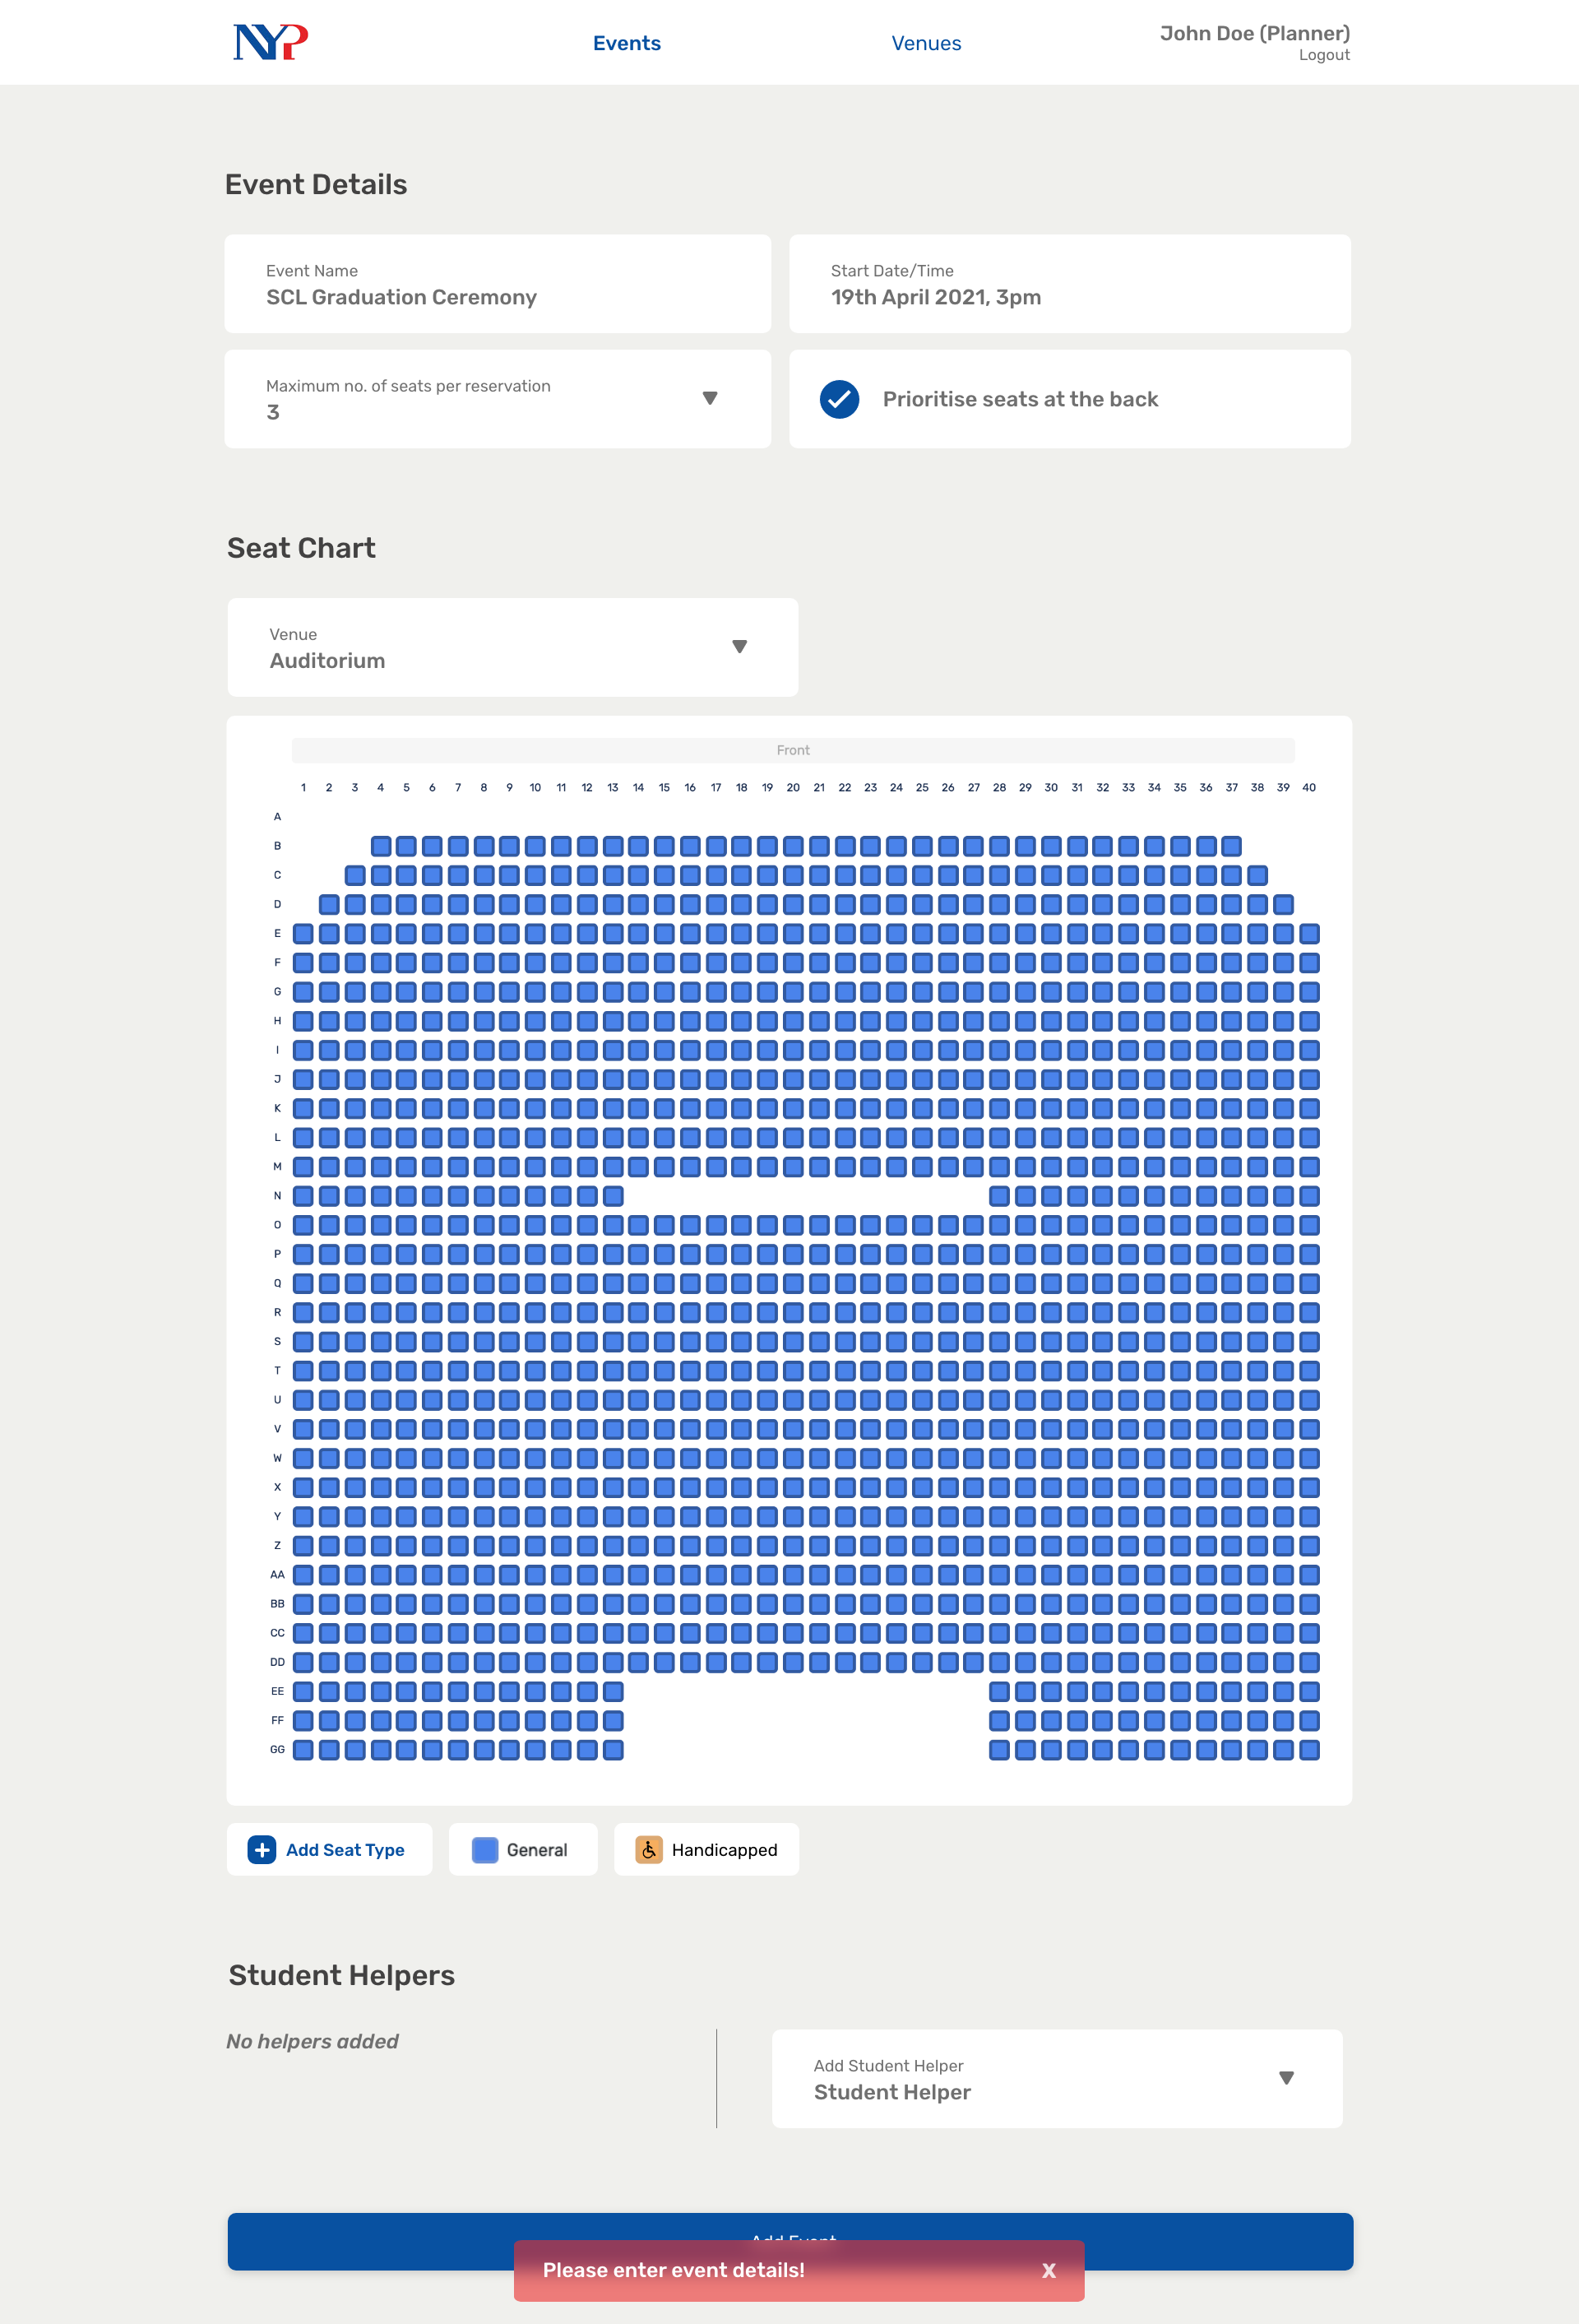 NYP
Events
Venues
John Doe (Planner)
Logout
Event Details
Event Name
SCL Graduation Ceremony
Start Date/Time
19th April 2021, 3pm
Maximum no. of seats per reservation
3
Prioritise seats at the back
Seat Chart
Venue
Auditorium
Front
1 2 3 4 5 6 7 8 9 10 11 12 13 14 15 16 17 18 19 20 21 22 23 24 25 26 27 28 29 30 31 32 33 34 35 36 37 38 39 40
A
B
C
D
E
F
G
H
I
J
K
L
M
N
O
P
Q
R
S
T
U
V
W
X
Y
Z
AA
BB
CC
DD
EE
FF
GG
Add Seat Type
General
Handicapped
Student Helpers
No helpers added
Add Student Helper
Student Helper
Add Event
Please enter event details!
X